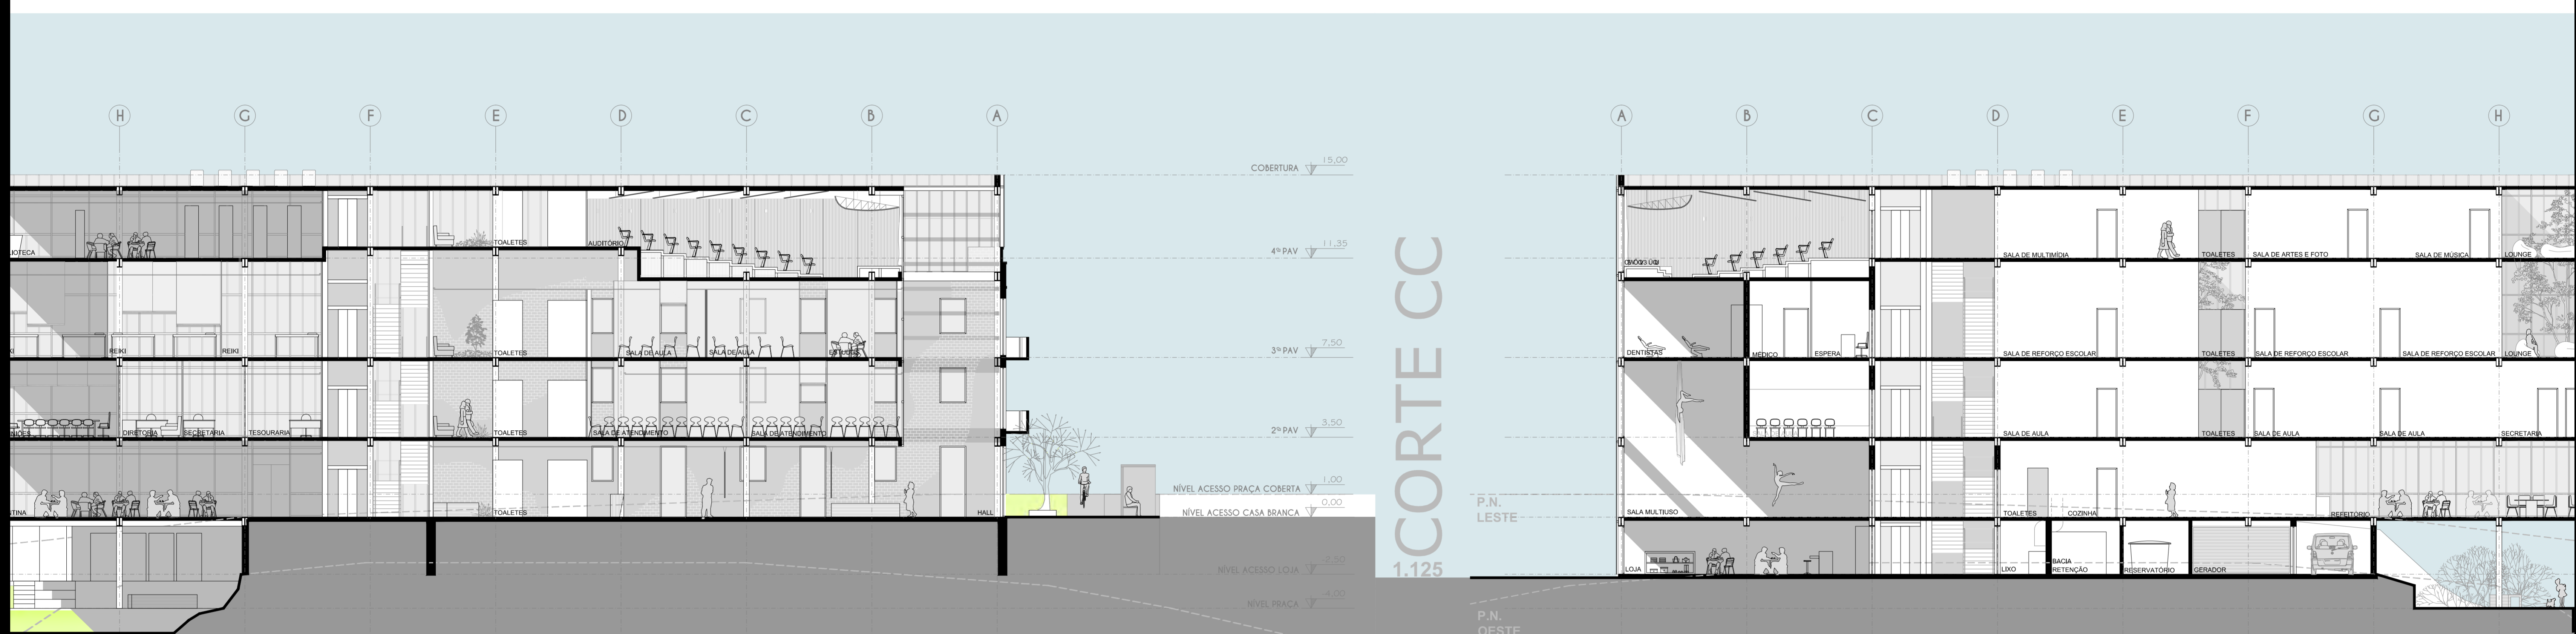 H G F E D C B A
A B C D E F G H
COBERTURA 15,00
4º PAV 11,35
3º PAV 7,50
2º PAV 3,50
NÍVEL ACESSO PRAÇA COBERTA 1,00
NÍVEL ACESSO CASA BRANCA 0,00
NÍVEL ACESSO LOJA
NÍVEL PRAÇA -4,00
CORTE CC
1.125
P.N.
LESTE
P.N.
OESTE
IOTECA
TOALETES
AUDITÓRIO
REIKI
REIKI
TOALETES
SALA DE AULA
SALA DE AULA
DIRETORIA
SECRETARIA
TESOURARIA
TOALETES
SALA DE ATENDIMENTO
SALA DE ATENDIMENTO
NTINA
TOALETES
HALL
SALA DE MULTIMÍDIA
TOALETES
SALA DE ARTES E FOTO
SALA DE MÚSICA
LOUNGE
DENTISTAS
MÉDICO
ESPERA
SALA DE REFORÇO ESCOLAR
TOALETES
SALA DE REFORÇO ESCOLAR
SALA DE REFORÇO ESCOLAR
LOUNGE
SALA DE AULA
TOALETES
SALA DE AULA
SALA DE AULA
SECRETARIA
SALA MULTIUSO
TOALETES
COZINHA
REFEITÓRIO
LOJA
LIXO
BACIA
RETENÇÃO
RESERVATÓRIO
GERADOR